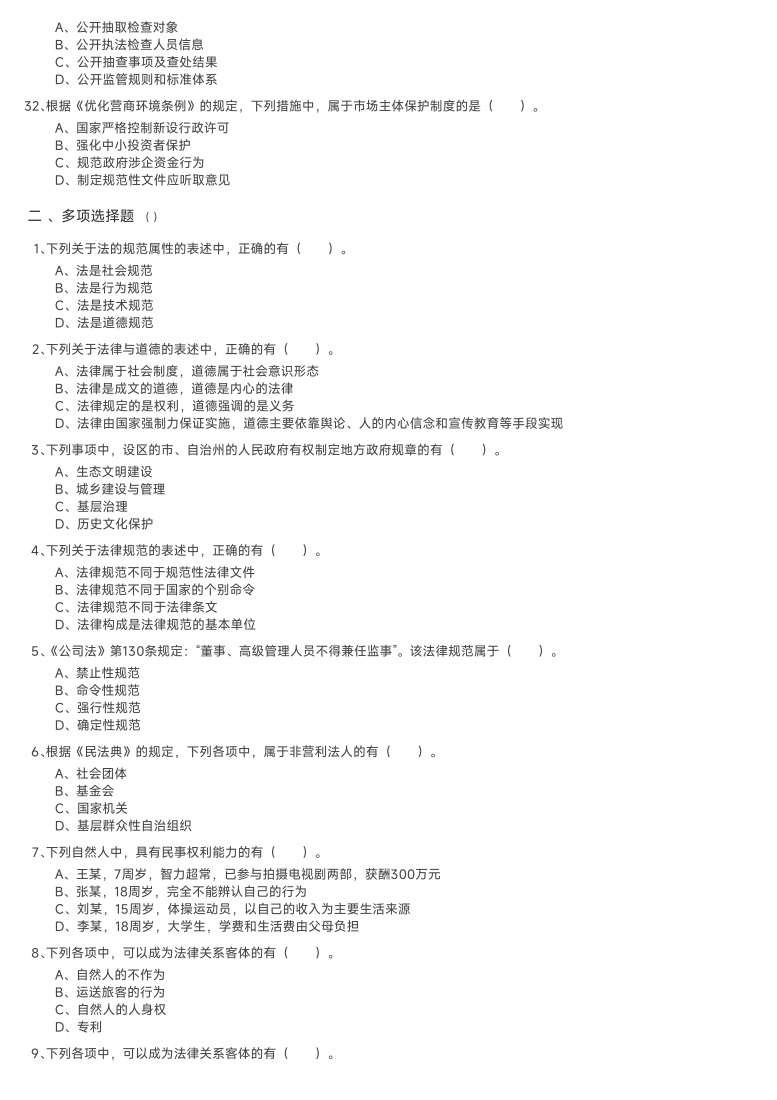 A、公开抽取检查对象
B、公开执法检查人员信息
C、公开抽查事项及查处结果
D、公开监管规则和标准体系
32、根据《优化营商环境条例》的规定，下列措施中，属于市场主体保护制度的是（　　）。
A、国家严格控制新设行政许可
B、强化中小投资者保护
C、规范政府涉企资金行为
D、制定规范性文件应听取意见
二 、多项选择题 （ ）
1、下列关于法的规范属性的表述中，正确的有（　　）。
A、法是社会规范
B、法是行为规范
C、法是技术规范
D、法是道德规范
2、下列关于法律与道德的表述中，正确的有（　　）。
A、法律属于社会制度，道德属于社会意识形态
B、法律是成文的道德，道德是内心的法律
C、法律规定的是权利，道德强调的是义务
D、法律由国家强制力保证实施，道德主要依靠舆论、人的内心信念和宣传教育等手段实现
3、下列事项中，设区的市、自治州的人民政府有权制定地方政府规章的有（　　）。
A、生态文明建设
B、城乡建设与管理
C、基层治理
D、历史文化保护
4、下列关于法律规范的表述中，正确的有（　　）。
A、法律规范不同于规范性法律文件
B、法律规范不同于国家的个别命令
C、法律规范不同于法律条文
D、法律构成是法律规范的基本单位
5、《公司法》第130条规定：“董事、高级管理人员不得兼任监事”。该法律规范属于（　　）。
A、禁止性规范
B、命令性规范
C、强行性规范
D、确定性规范
6、根据《民法典》的规定，下列各项中，属于非营利法人的有（　　）。
A、社会团体
B、基金会
C、国家机关
D、基层群众性自治组织
7、下列自然人中，具有民事权利能力的有（　　）。
A、王某，7周岁，智力超常，已参与拍摄电视剧两部，获酬300万元
B、张某，18周岁，完全不能辨认自己的行为
C、刘某，15周岁，体操运动员，以自己的收入为主要生活来源
D、李某，18周岁，大学生，学费和生活费由父母负担
8、下列各项中，可以成为法律关系客体的有（　　）。
A、自然人的不作为
B、运送旅客的行为
C、自然人的人身权
D、专利
9、下列各项中，可以成为法律关系客体的有（　　）。